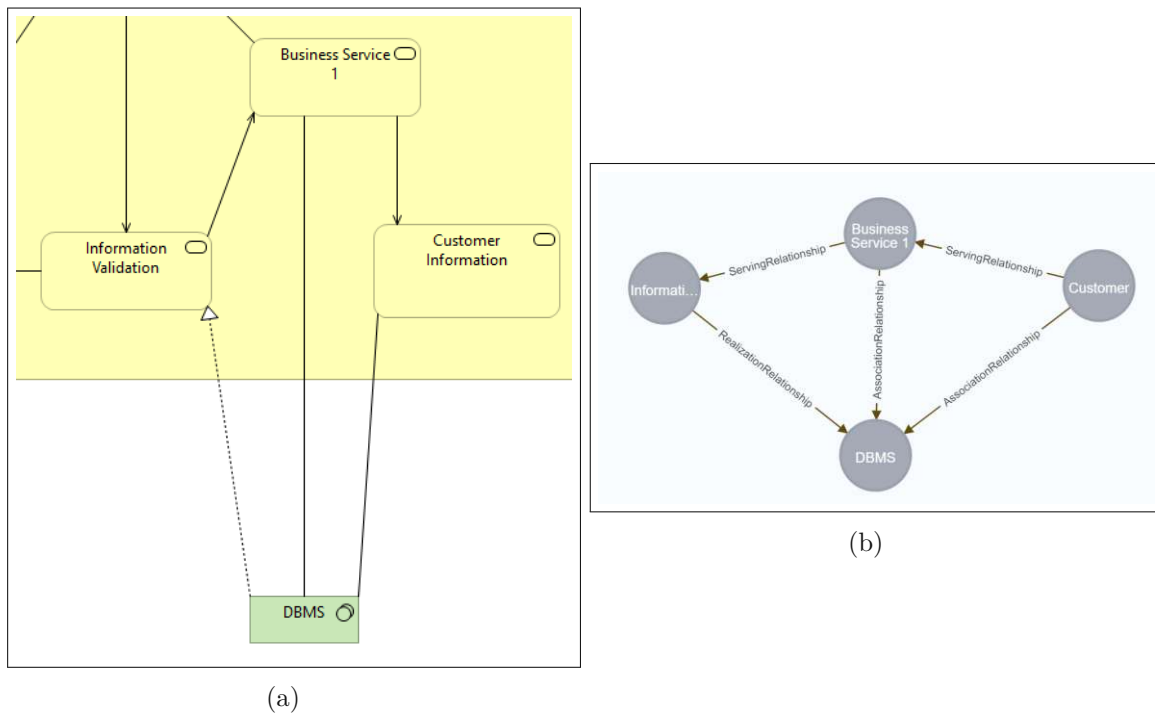 Business Service
1
Information
Validation
Customer
Information
DBMS
(a)
Business
Service 1
ServingRelationship
ServingRelationship
Informati...
Customer
RealizationRelationship
AssociationRelationship
AssociationRelationship
DBMS
(b)